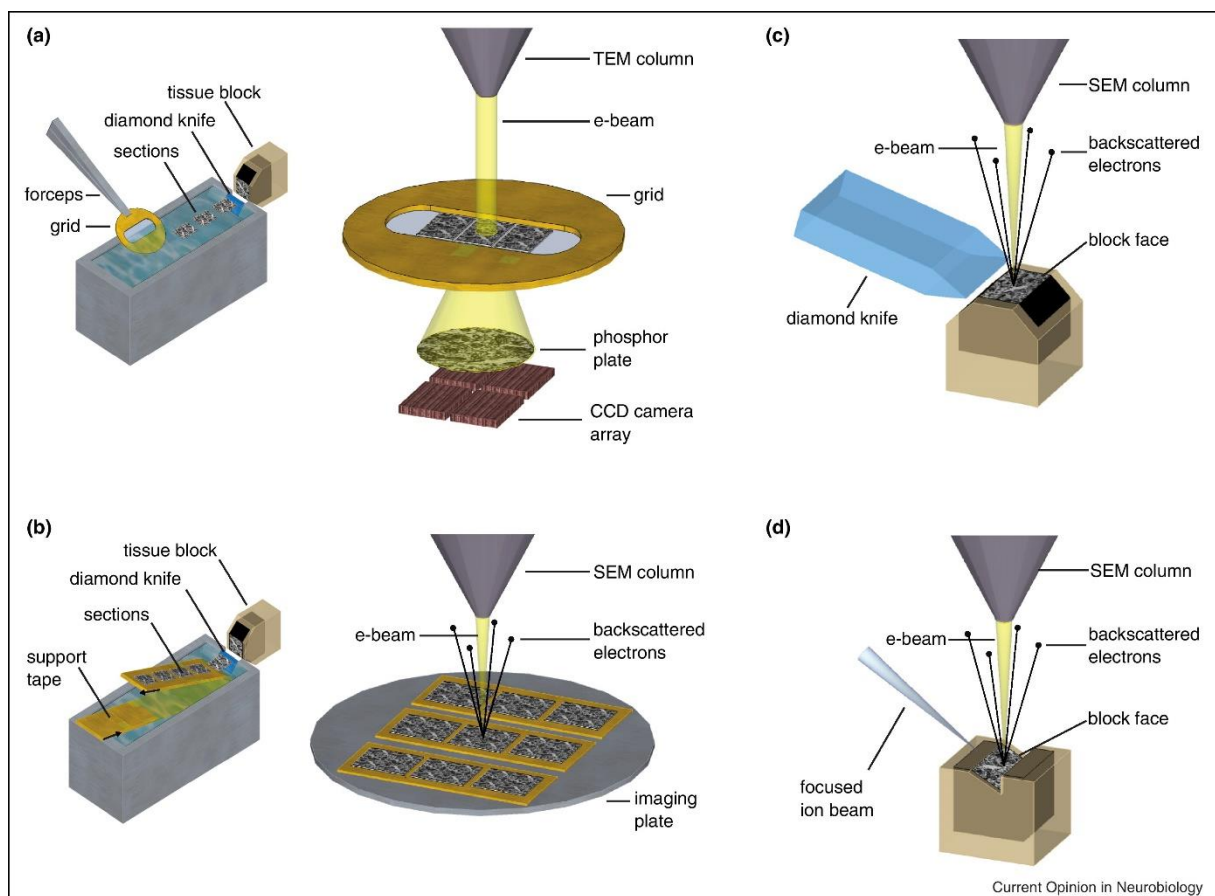 (a)
TEM column
tissue block
diamond knife
sections
e-beam
forceps
grid
grid
phosphor
plate
CCD camera
array
(b)
tissue block
diamond knife
sections
support
tape
SEM column
e-beam
backscattered
electrons
imaging
plate
(c)
SEM column
e-beam
backscattered
electrons
block face
diamond knife
(d)
SEM column
e-beam
backscattered
electrons
block face
focused
ion beam
Current Opinion in Neurobiology